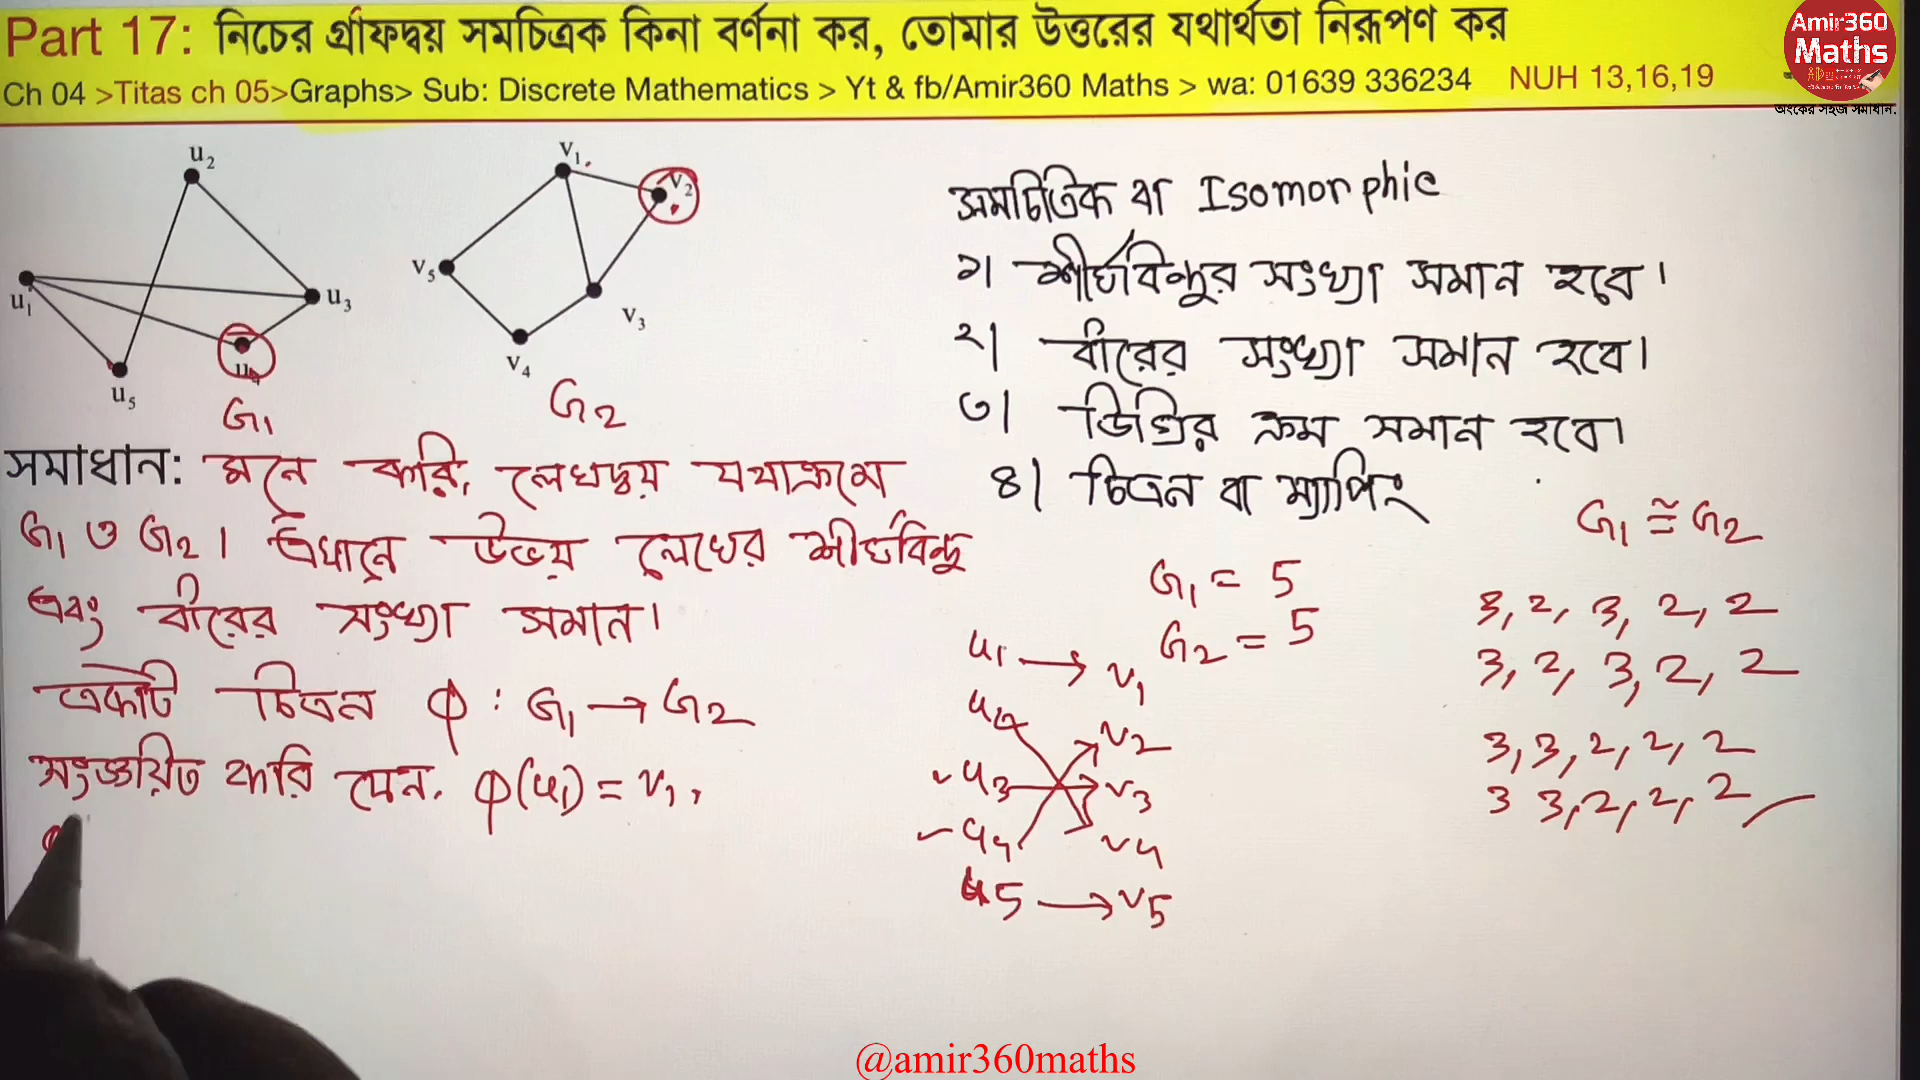 Part 17: নিচের গ্রাফদ্বয় সমচিত্রক কিনা বর্ণনা কর, তোমার উত্তরের যথার্থতা নিরূপণ কর
Ch 04 >Titas ch 05>Graphs> Sub: Discrete Mathematics > Yt & fb/Amir360 Maths > wa: 01639 336234 NUH 13,16,19
Amir360
Maths
অংকের সহজ সমাধান.
u₂
u₁
u₃
u₅
G₁
v₁
v₂
v₅
v₃
v₄
G₂
সমচিত্রিক বা Isomorphic
১। শীর্ষবিন্দুর সংখ্যা সমান হবে।
২। বাঁরের সংখ্যা সমান হবে।
৩। ডিগ্রির ক্রম সমান হবে।
৪। চিত্রন বা ম্যাপিং
সমাধান: মনে করি, লেখদ্বয় যথাক্রমে
G₁ ও G₂। এখানে উভয় লেখের শীর্ষবিন্দু
এবং বাঁরের সংখ্যা সমান।
একটি চিত্রন φ : G₁ → G₂
সংজ্ঞায়িত করি যেন, φ(u₁) = v₁,
G₁ = 5
G₂ = 5
u₁ → v₁
u₂ v₂
u₃ v₃
u₄ v₄
u₅ → v₅
G₁ ≅ G₂
3, 2, 3, 2, 2
3, 2, 3, 2, 2
3, 3, 2, 2, 2
3 3, 2, 2, 2
@amir360maths